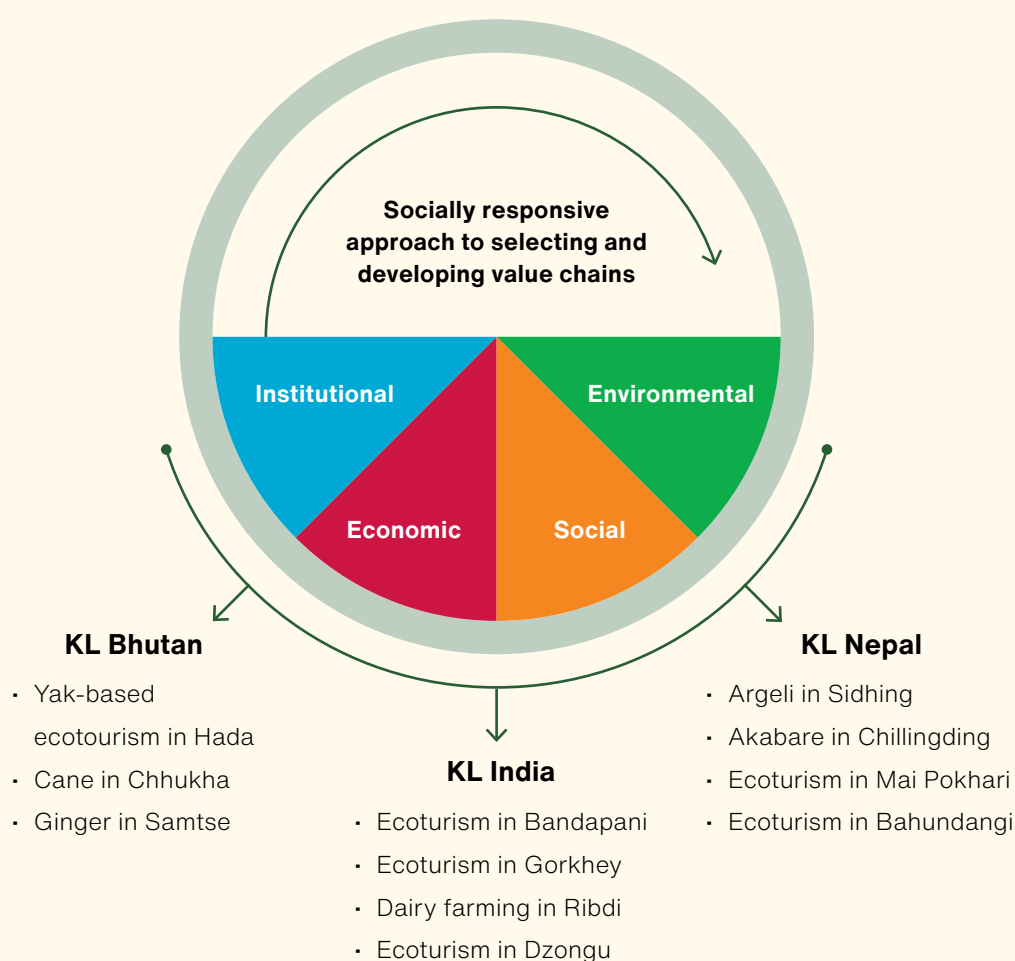 Socially responsive
approach to selecting and
developing value chains
Institutional
Environmental
Economic
Social
KL Bhutan
· Yak-based
ecotourism in Hada
· Cane in Chhukha
· Ginger in Samtse
KL India
· Ecoturism in Bandapani
· Ecoturism in Gorkhey
· Dairy farming in Ribdi
· Ecoturism in Dzongu
KL Nepal
· Argeli in Sidhing
· Akabare in Chillingding
· Ecoturism in Mai Pokhari
· Ecoturism in Bahundangi